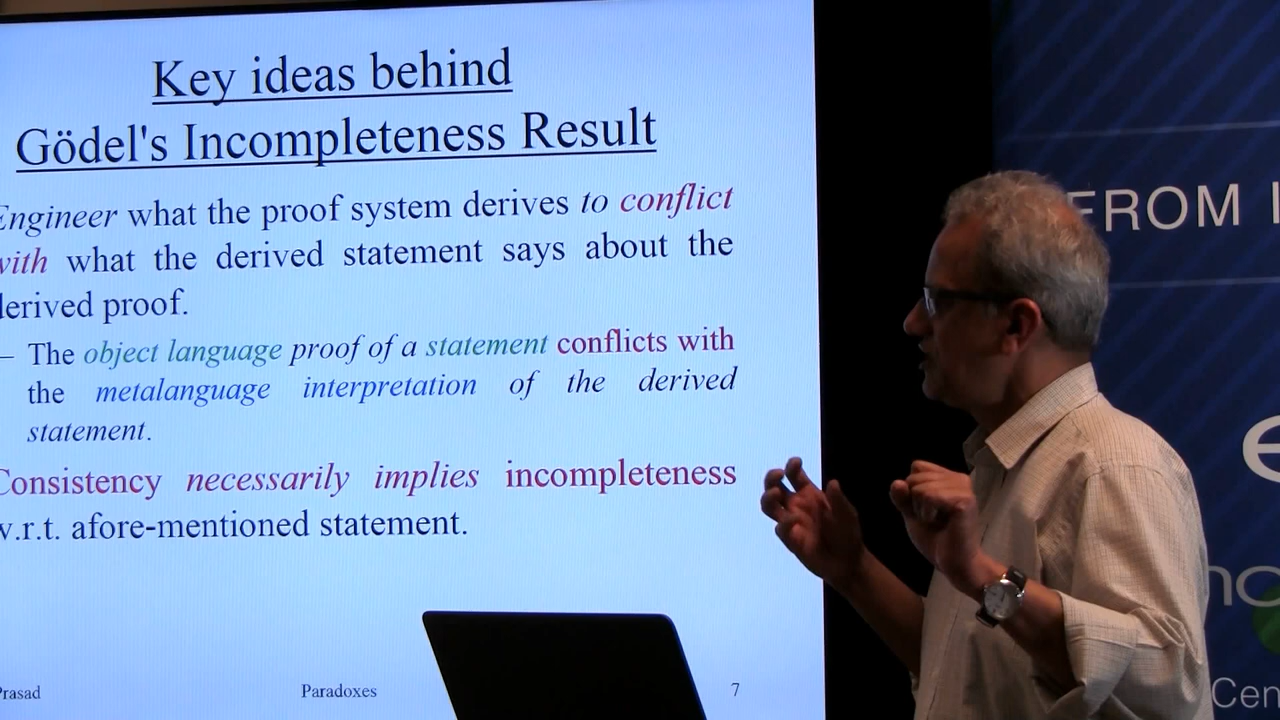 Key ideas behind
Gödel's Incompleteness Result
Engineer what the proof system derives to conflict
with what the derived statement says about the
derived proof.
– The object language proof of a statement conflicts with
the metalanguage interpretation of the derived
statement.
Consistency necessarily implies incompleteness
w.r.t. afore-mentioned statement.
Prasad
Paradoxes
7
FROM
Cen